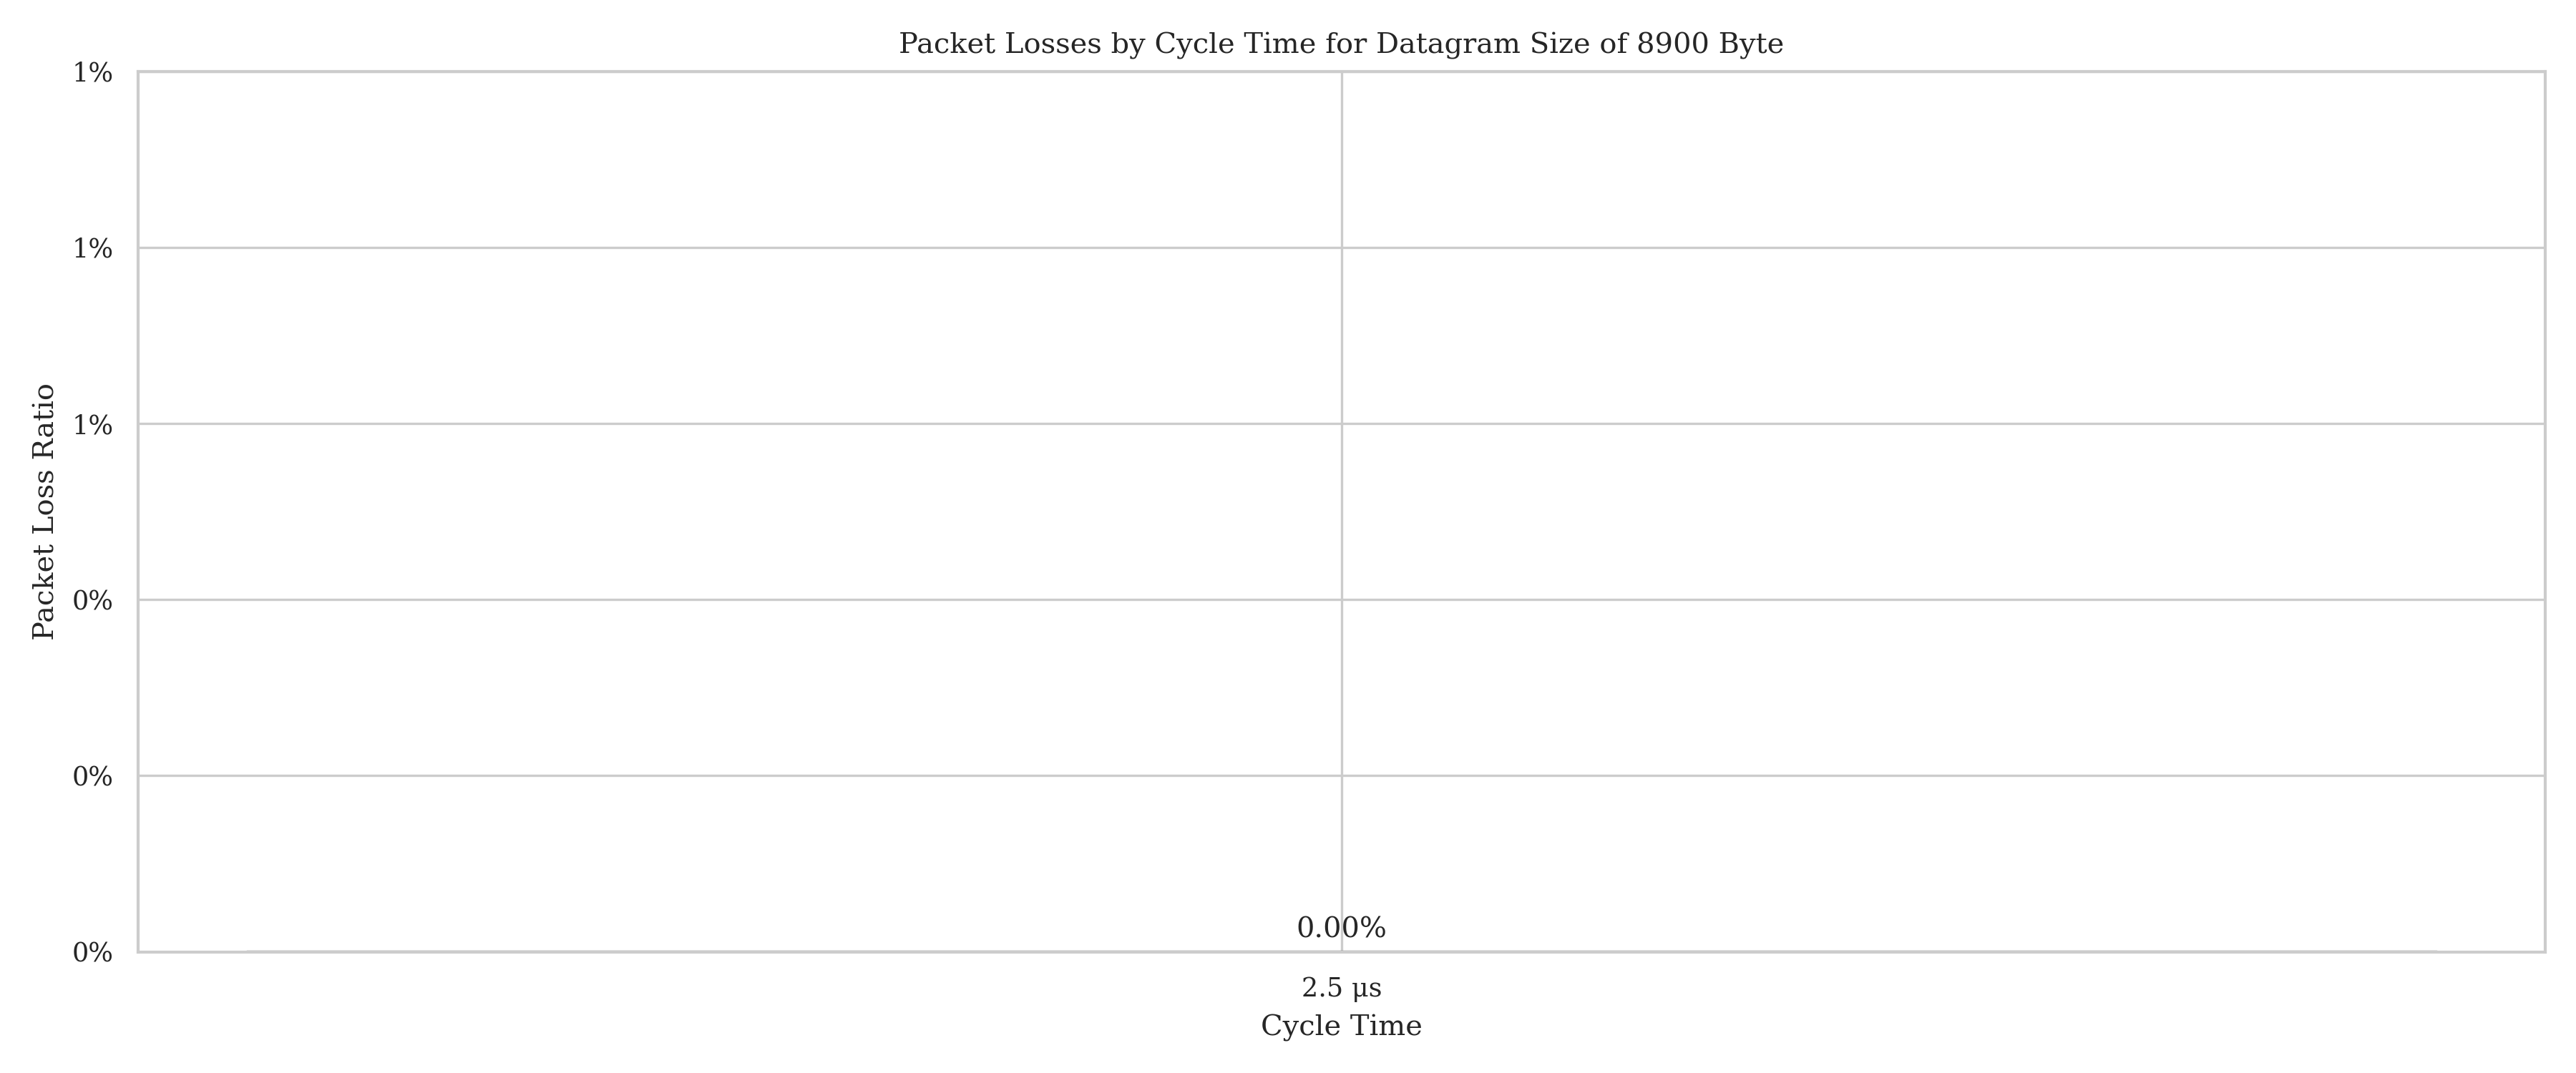 Packet Losses by Cycle Time for Datagram Size of 8900 Byte
1%
1%
1%
0%
0%
0%
Packet Loss Ratio
0.00%
2.5 µs
Cycle Time